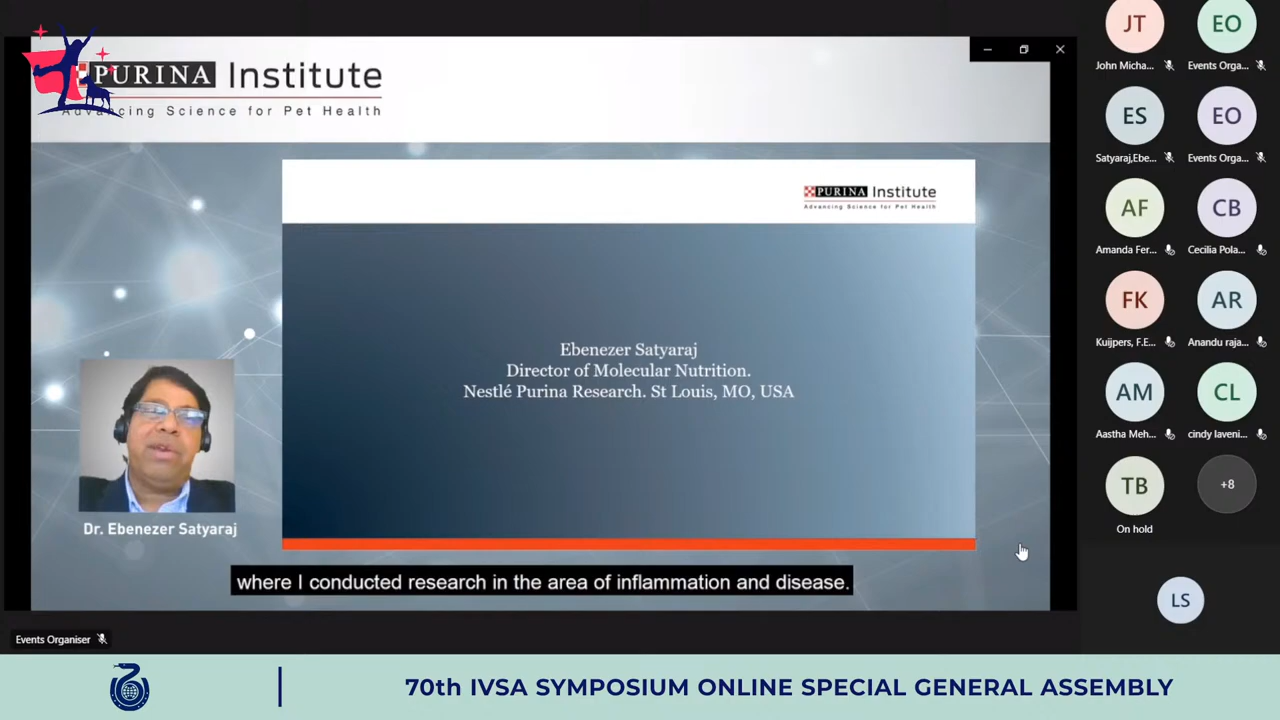 PURINA Institute
Advancing Science for Pet Health
PURINA Institute
Advancing Science for Pet Health
Ebenezer Satyaraj
Director of Molecular Nutrition.
Nestlé Purina Research. St Louis, MO, USA
Dr. Ebenezer Satyaraj
where I conducted research in the area of inflammation and disease.
Events Organiser
JT
EO
John Micha...
Events Orga...
ES
EO
Satyaraj,Ebe...
Events Orga...
AF
CB
Amanda Fer...
Cecilia Pola...
FK
AR
Kuijpers, F.E...
Anandu raja...
AM
CL
Aastha Meh...
cindy laveni...
TB
+8
On hold
LS
70th IVSA SYMPOSIUM ONLINE SPECIAL GENERAL ASSEMBLY